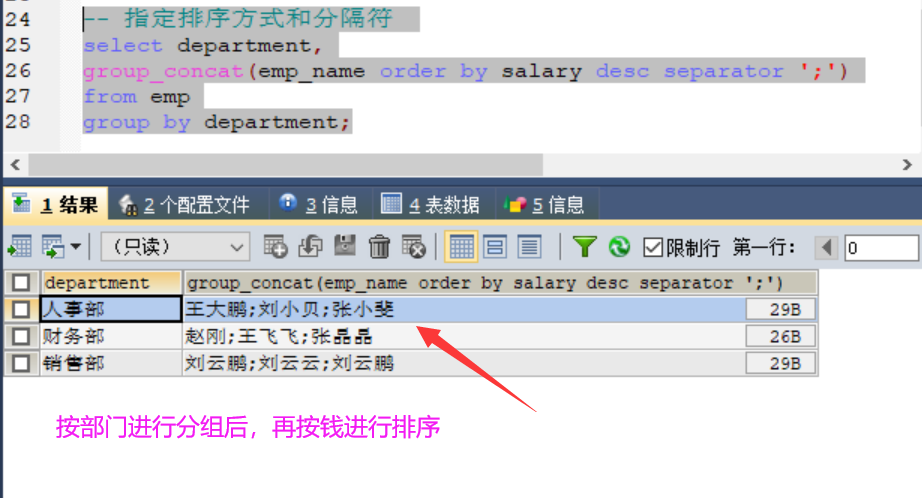 24 -- 指定排序方式和分隔符
25 select department,
26 group_concat(emp_name order by salary desc separator ';')
27 from emp
28 group by department;
1 结果 2 个配置文件 3 信息 4 表数据 5 信息
（只读） 限制行 第一行: 0
department group_concat(emp_name order by salary desc separator ';')
人事部 王大鹏;刘小贝;张小斐 29B
财务部 赵刚;王飞飞;张晶晶 26B
销售部 刘云鹏;刘云云;刘云鹏 29B
按部门进行分组后，再按钱进行排序